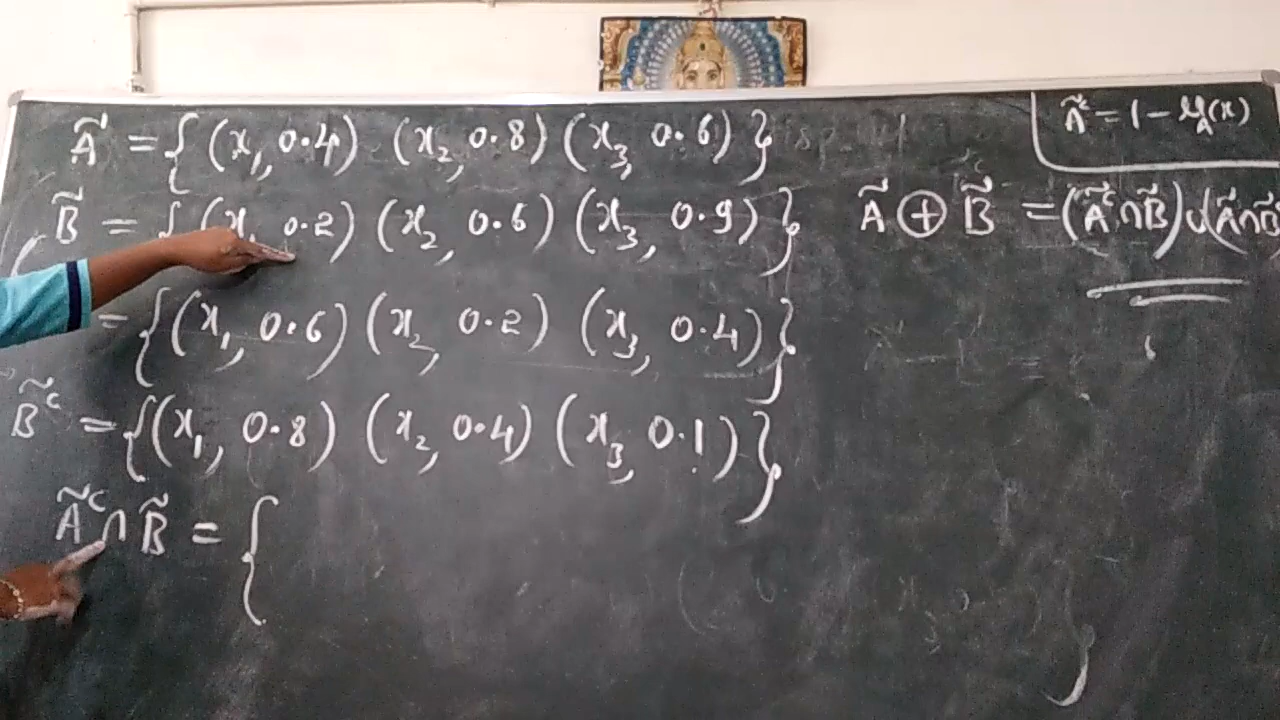 Ã = {(x₁, 0.4) (x₂, 0.8) (x₃, 0.6)}
Ãᶜ = 1 - μ_A(x)
B̃ = {(x₁, 0.2) (x₂, 0.6) (x₃, 0.9)}
Ã ⊕ B̃ = (Ãᶜ∩B̃)∪(Ã∩B̃
= {(x₁, 0.6) (x₂, 0.2) (x₃, 0.4)}
B̃ᶜ = {(x₁, 0.8) (x₂, 0.4) (x₃, 0.1)}
Ãᶜ∩B̃ = {